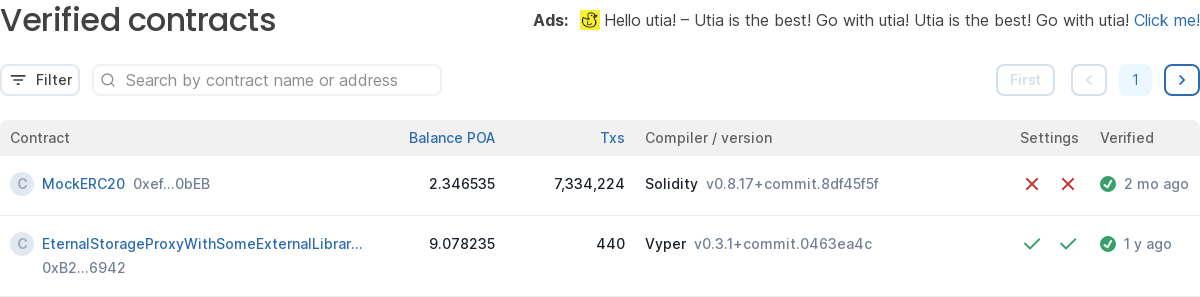 Verified contracts
Ads: Hello utia! – Utia is the best! Go with utia! Utia is the best! Go with utia! Click me!
Filter
Search by contract name or address
First
1
Contract Balance POA Txs Compiler / version Settings Verified
C MockERC20 0xef...0bEB 2.346535 7,334,224 Solidity v0.8.17+commit.8df45f5f 2 mo ago
C EternalStorageProxyWithSomeExternalLibrar... 9.078235 440 Vyper v0.3.1+commit.0463ea4c 1 y ago
0xB2...6942